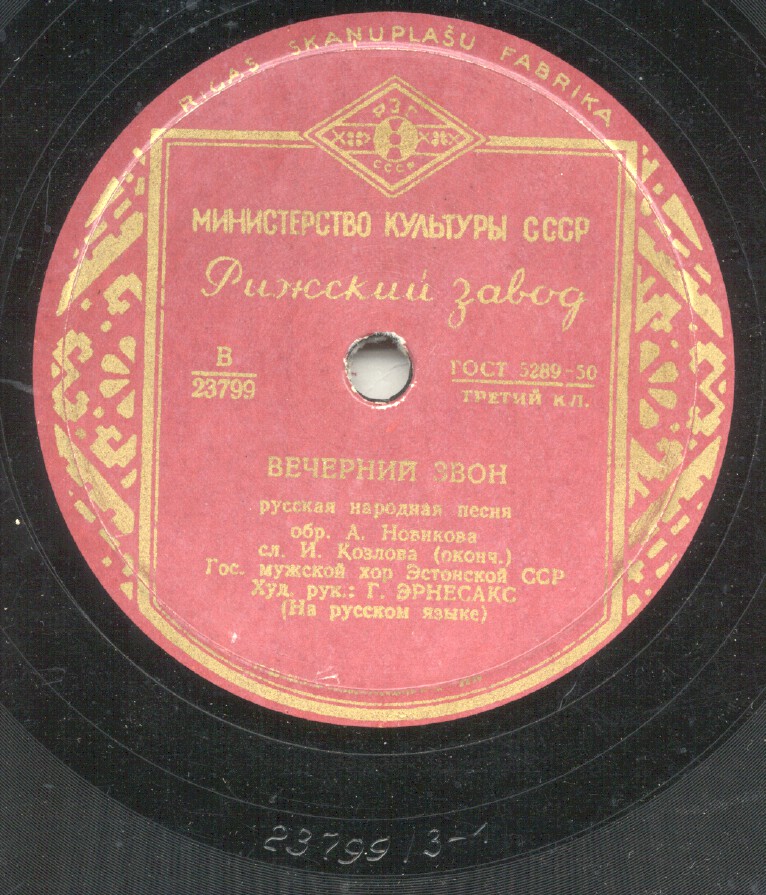 RIGAS SKAŅUPLAŠU FABRIKA
РЗГ
СССР
МИНИСТЕРСТВО КУЛЬТУРЫ СССР
Рижский завод
В
23799
ГОСТ 5289-50
ТРЕТИЙ КЛ.
ВЕЧЕРНИЙ ЗВОН
русская народная песня
обр. А. Новикова
сл. И. Козлова (оконч.)
Гос. мужской хор Эстонской ССР
Худ. рук.: Г. ЭРНЕСАКС
(На русском языке)
23799/3-1